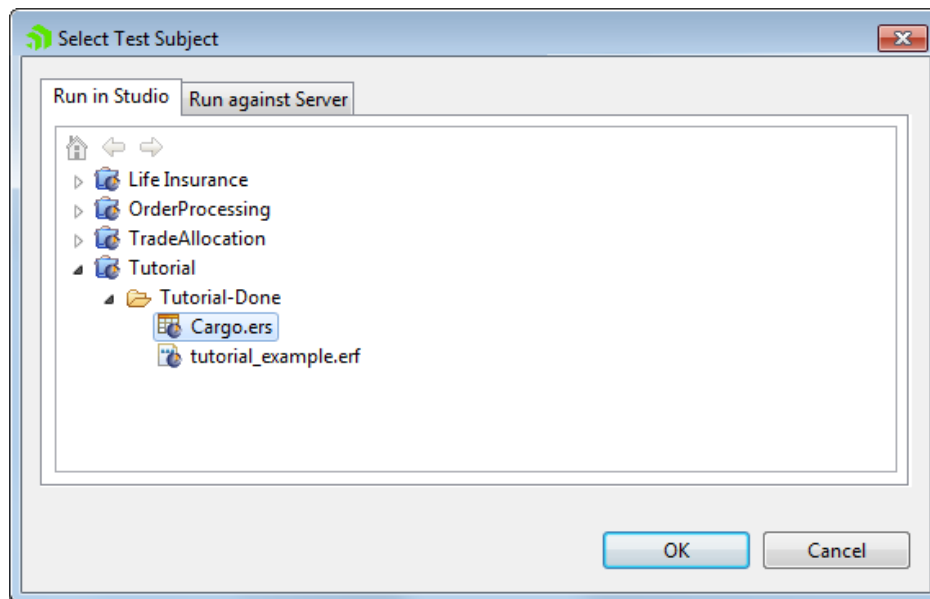 Select Test Subject
Run in Studio
Run against Server
Life Insurance
OrderProcessing
TradeAllocation
Tutorial
Tutorial-Done
Cargo.ers
tutorial_example.erf
OK
Cancel